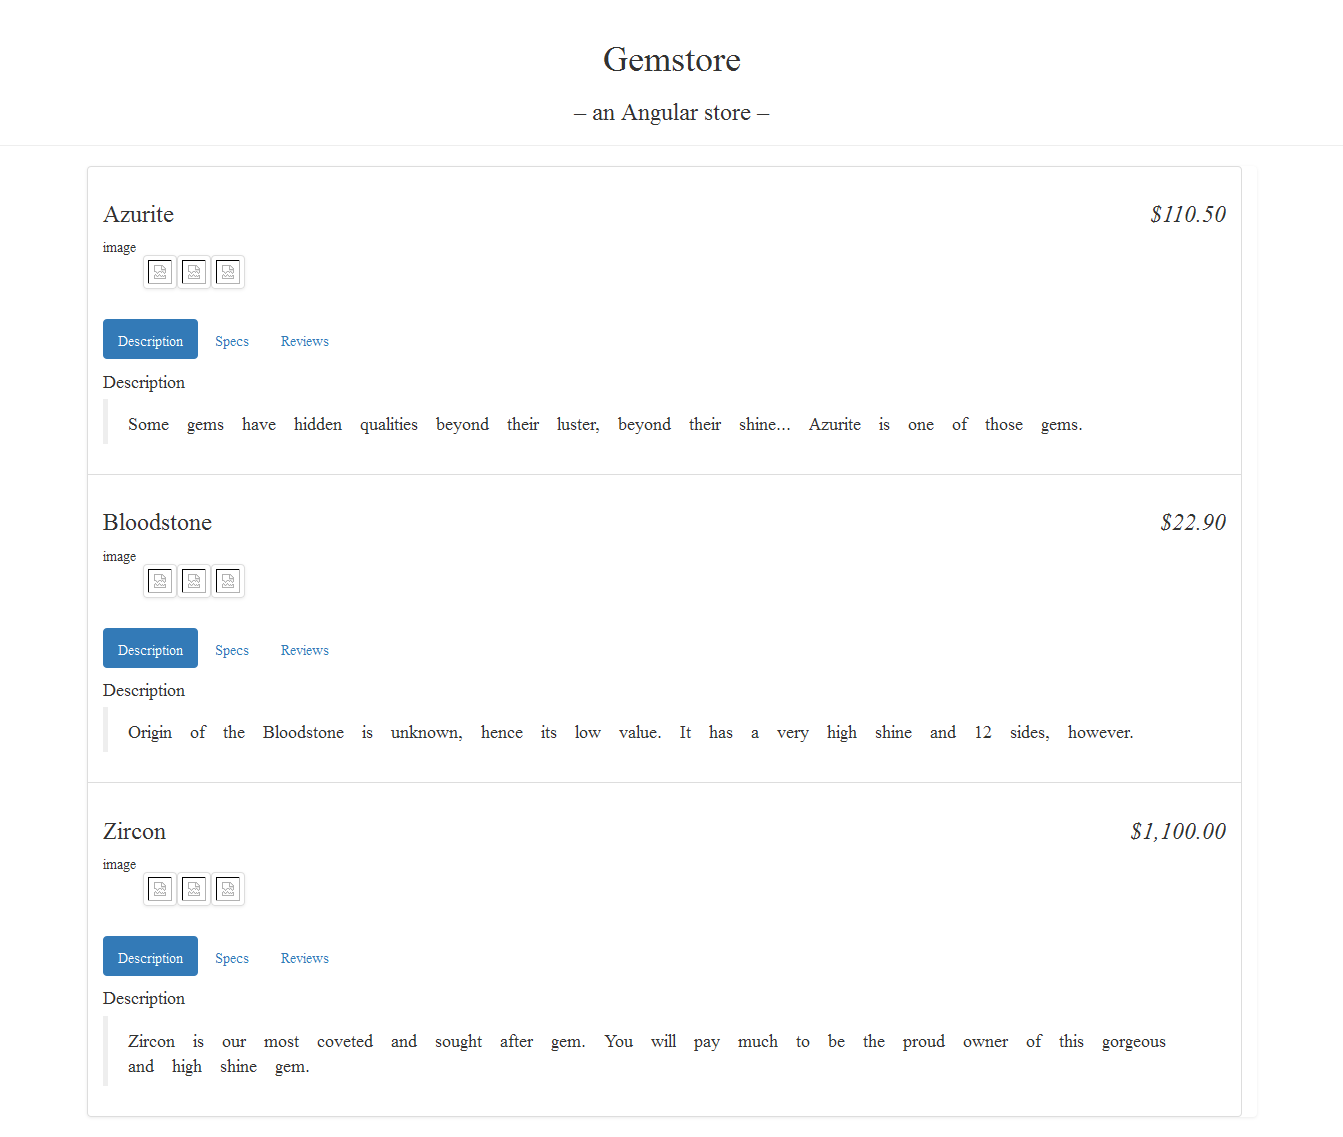 Gemstore
– an Angular store –
Azurite
$110.50
image
Description Specs Reviews
Description
Some gems have hidden qualities beyond their luster, beyond their shine... Azurite is one of those gems.
Bloodstone
$22.90
image
Description Specs Reviews
Description
Origin of the Bloodstone is unknown, hence its low value. It has a very high shine and 12 sides, however.
Zircon
$1,100.00
image
Description Specs Reviews
Description
Zircon is our most coveted and sought after gem. You will pay much to be the proud owner of this gorgeous
and high shine gem.